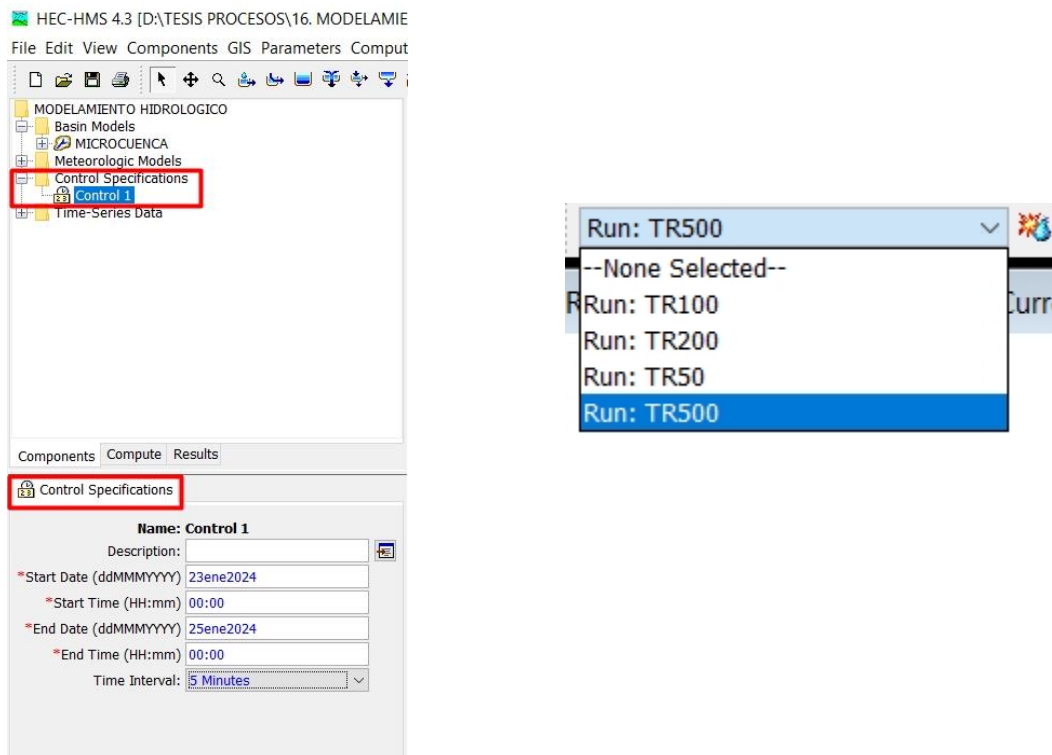 HEC-HMS 4.3 [D:\TESIS PROCESOS\16. MODELAMIE
File Edit View Components GIS Parameters Comput
MODELAMIENTO HIDROLOGICO
Basin Models
MICROCUENCA
Meteorologic Models
Control Specifications
Control 1
Time-Series Data
Components Compute Results
Control Specifications
Name: Control 1
Description:
*Start Date (ddMMMYYYY) 23ene2024
*Start Time (HH:mm) 00:00
*End Date (ddMMMYYYY) 25ene2024
*End Time (HH:mm) 00:00
Time Interval: 5 Minutes
Run: TR500
--None Selected--
Run: TR100
Run: TR200
Run: TR50
Run: TR500